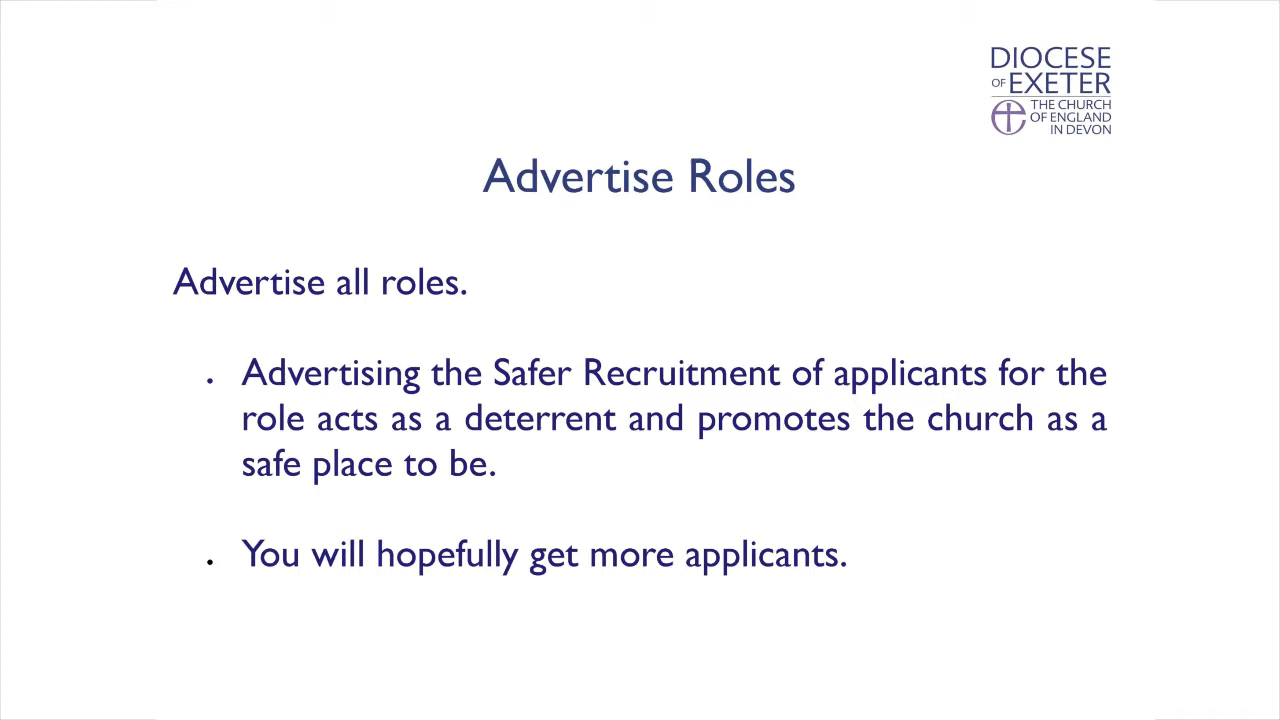 DIOCESE
OF EXETER
THE CHURCH
OF ENGLAND
IN DEVON
Advertise Roles
Advertise all roles.
• Advertising the Safer Recruitment of applicants for the
role acts as a deterrent and promotes the church as a
safe place to be.
• You will hopefully get more applicants.